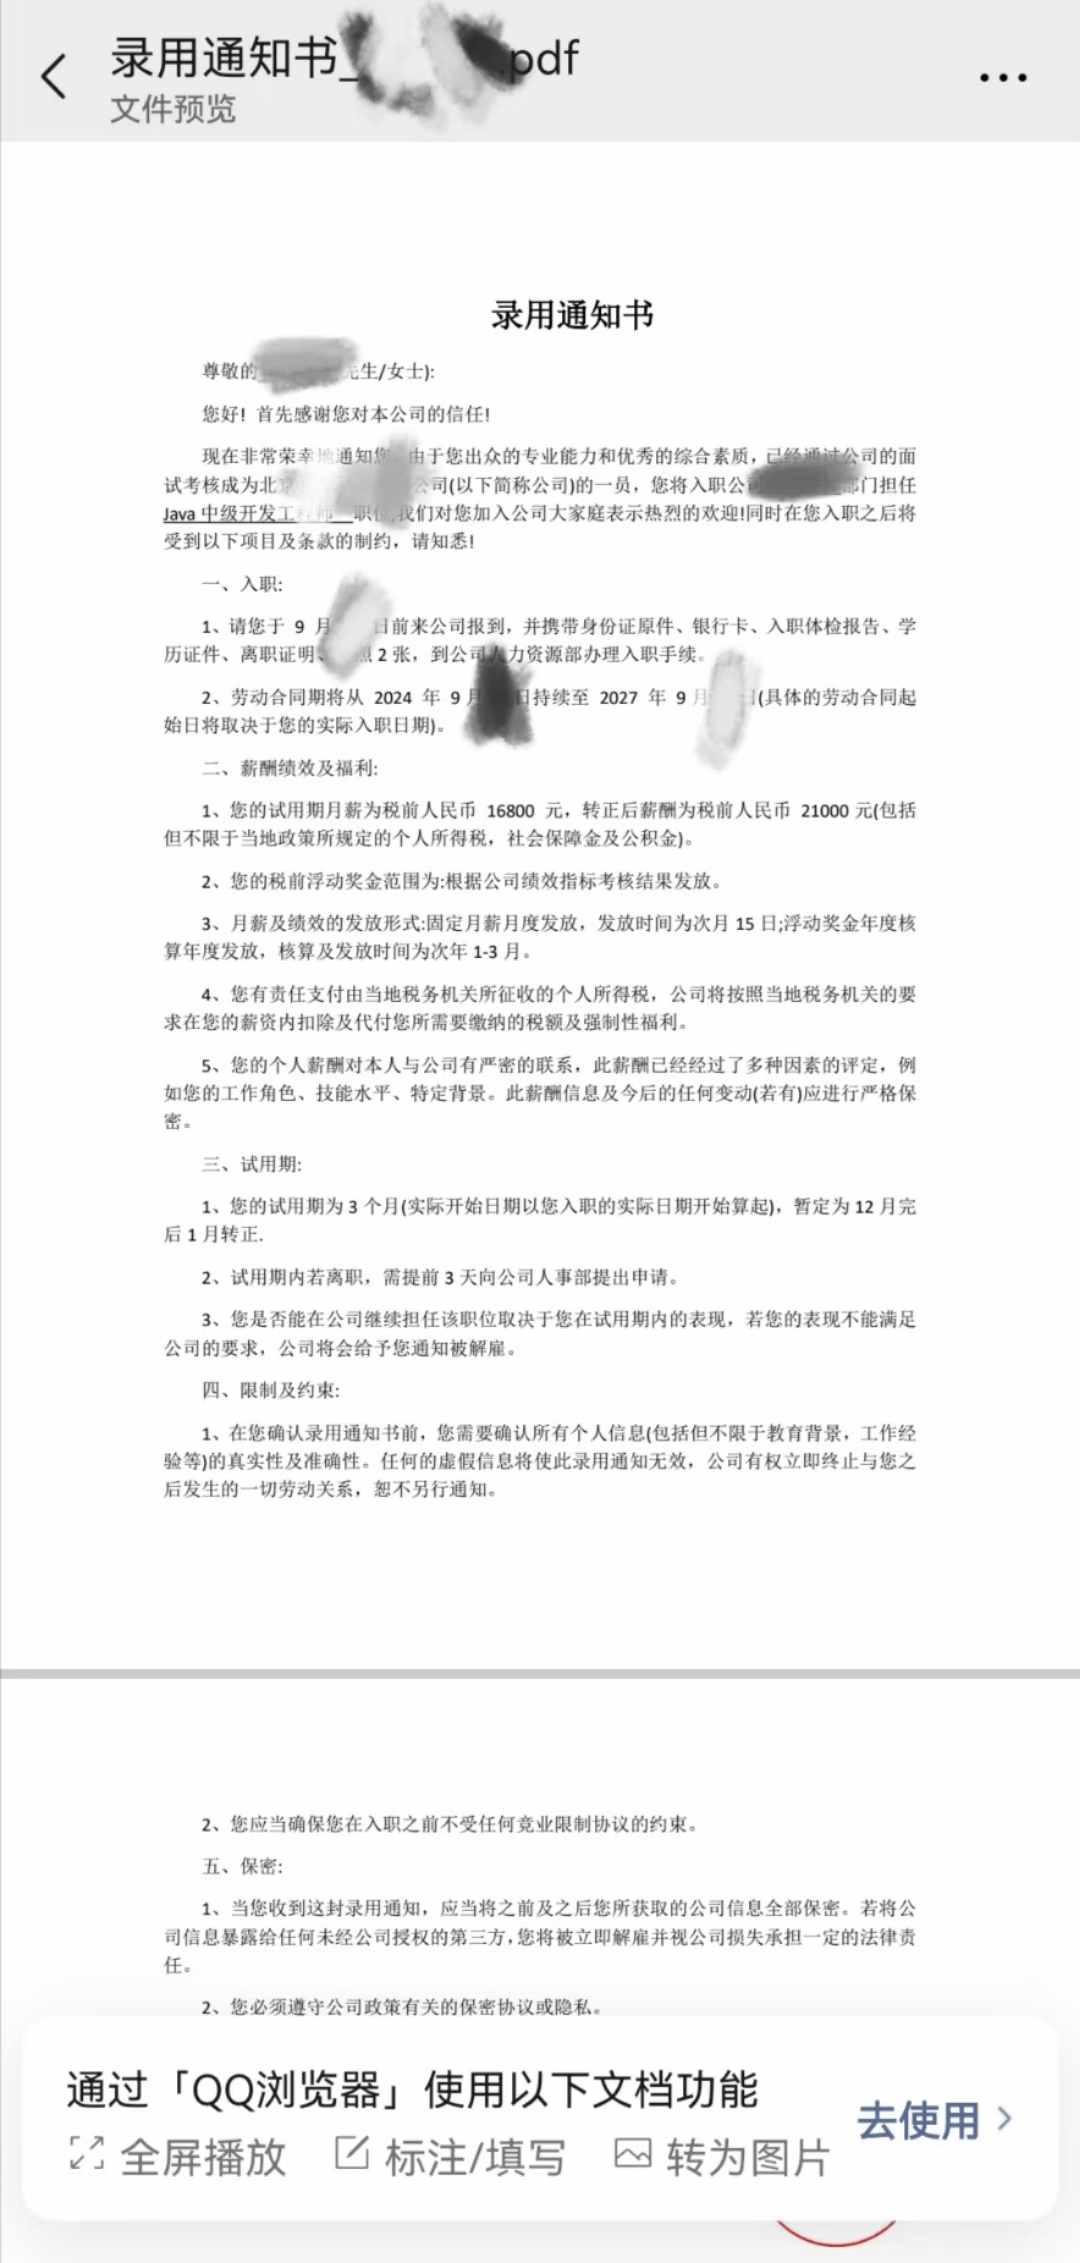 录用通知书_ .pdf
文件预览
录用通知书
尊敬的 先生/女士):
您好! 首先感谢您对本公司的信任!
现在非常荣幸地通知您 由于您出众的专业能力和优秀的综合素质，已经通过公司的面
试考核成为北京 公司(以下简称公司)的一员，您将入职公司 部门担任
Java 中级开发工程师 职位,我们对您加入公司大家庭表示热烈的欢迎!同时在您入职之后将
受到以下项目及条款的制约，请知悉!
一、入职:
1、请您于 9 月 日前来公司报到，并携带身份证原件、银行卡、入职体检报告、学
历证件、离职证明、 照 2 张，到公司人力资源部办理入职手续。
2、劳动合同期将从 2024 年 9 月 日持续至 2027 年 9 月 日(具体的劳动合同起
始日将取决于您的实际入职日期)。
二、薪酬绩效及福利:
1、您的试用期月薪为税前人民币 16800 元，转正后薪酬为税前人民币 21000 元(包括
但不限于当地政策所规定的个人所得税，社会保障金及公积金)。
2、您的税前浮动奖金范围为:根据公司绩效指标考核结果发放。
3、月薪及绩效的发放形式:固定月薪月度发放，发放时间为次月 15 日;浮动奖金年度核
算年度发放，核算及发放时间为次年 1-3 月。
4、您有责任支付由当地税务机关所征收的个人所得税，公司将按照当地税务机关的要
求在您的薪资内扣除及代付您所需要缴纳的税额及强制性福利。
5、您的个人薪酬对本人与公司有严密的联系，此薪酬已经经过了多种因素的评定，例
如您的工作角色、技能水平、特定背景。此薪酬信息及今后的任何变动(若有)应进行严格保
密。
三、试用期:
1、您的试用期为 3 个月(实际开始日期以您入职的实际日期开始算起)，暂定为 12 月完
后 1 月转正.
2、试用期内若离职，需提前 3 天向公司人事部提出申请。
3、您是否能在公司继续担任该职位取决于您在试用期内的表现，若您的表现不能满足
公司的要求，公司将会给予您通知被解雇。
四、限制及约束:
1、在您确认录用通知书前，您需要确认所有个人信息(包括但不限于教育背景，工作经
验等)的真实性及准确性。任何的虚假信息将使此录用通知无效，公司有权立即终止与您之
后发生的一切劳动关系，恕不另行通知。
2、您应当确保您在入职之前不受任何竞业限制协议的约束。
五、保密:
1、当您收到这封录用通知，应当将之前及之后您所获取的公司信息全部保密。若将公
司信息暴露给任何未经公司授权的第三方,您将被立即解雇并视公司损失承担一定的法律责
任。
2、您必须遵守公司政策有关的保密协议或隐私。
通过「QQ浏览器」使用以下文档功能
去使用
全屏播放 标注/填写 转为图片